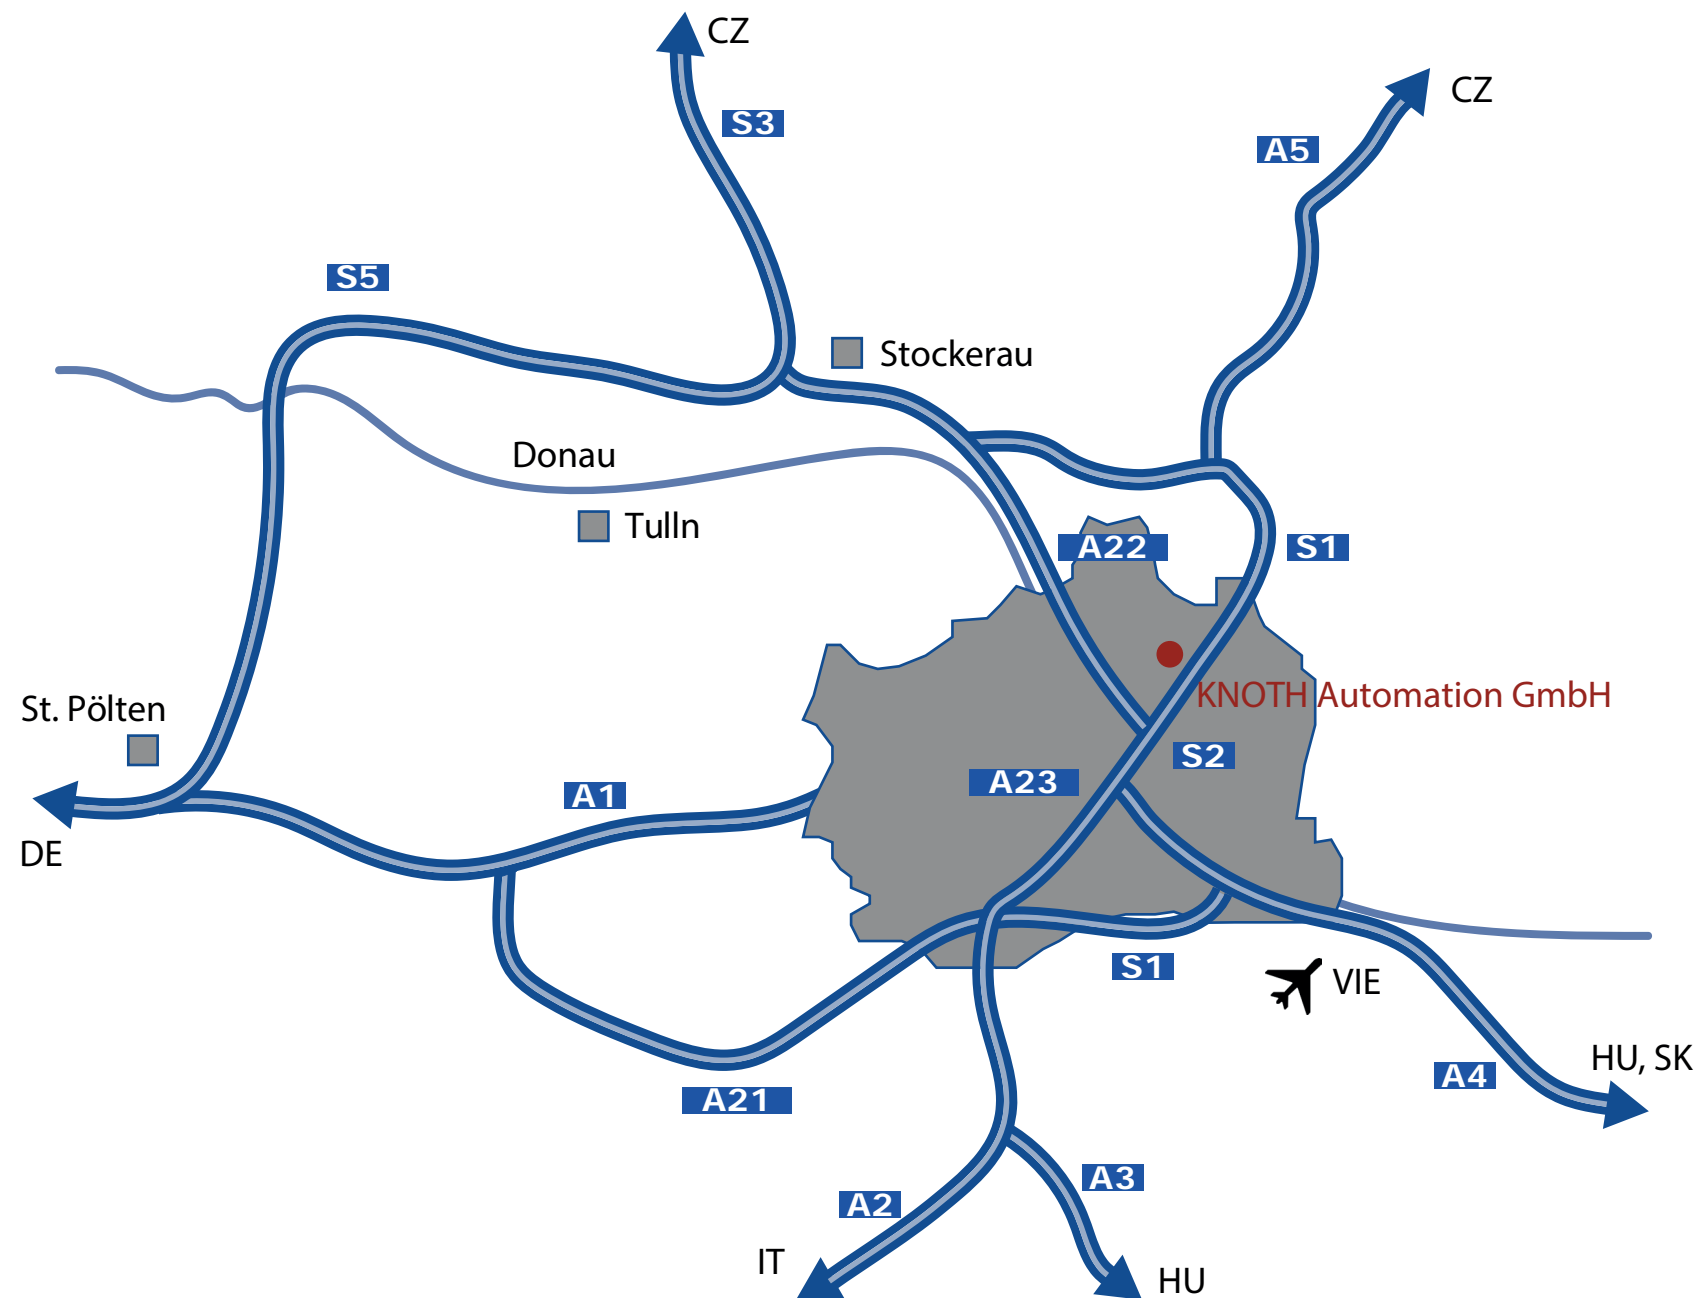 CZ
CZ
S3
A5
S5
Stockerau
Donau
Tulln
A22
S1
KNOTH Automation GmbH
St. Pölten
S2
A23
A1
DE
S1
VIE
HU, SK
A4
A21
A3
A2
IT
HU